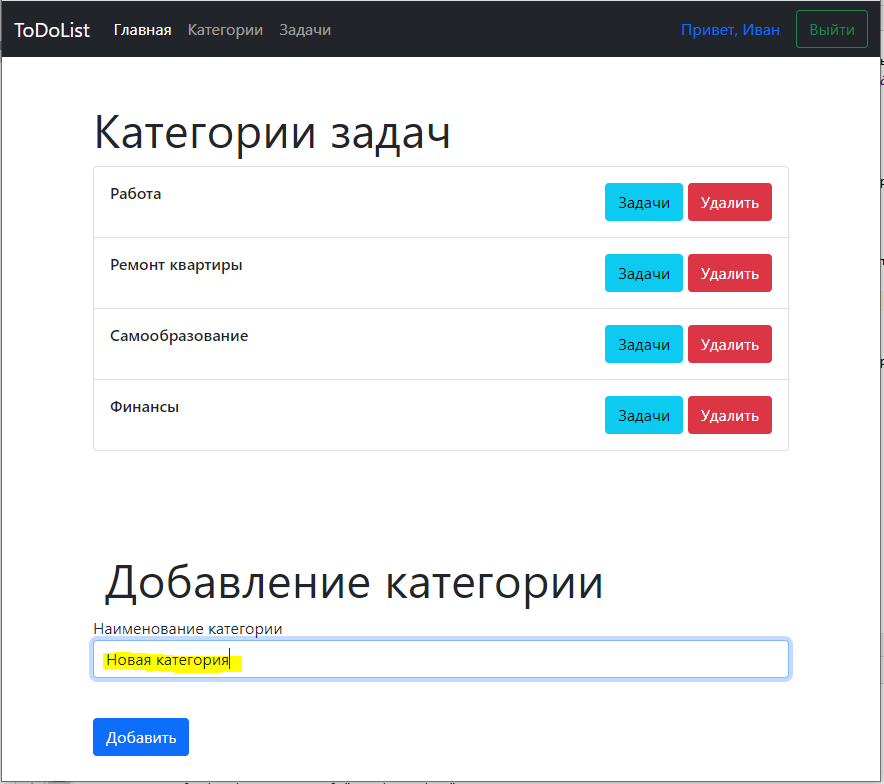 ToDoList Главная Категории Задачи Привет, Иван Выйти
Категории задач
Работа Задачи Удалить
Ремонт квартиры Задачи Удалить
Самообразование Задачи Удалить
Финансы Задачи Удалить
Добавление категории
Наименование категории
Новая категория
Добавить